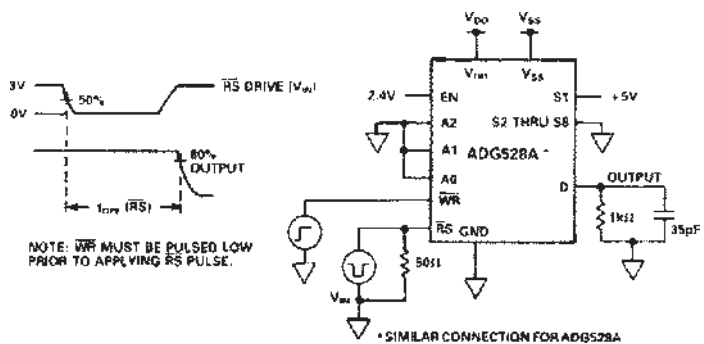 3V
0V
50%
RS DRIVE (VIN)
80%
OUTPUT
tOFF (RS)
NOTE: WR MUST BE PULSED LOW
PRIOR TO APPLYING RS PULSE.
VDD
VSS
VDD
VSS
2.4V
EN
S1
+5V
A2
S2 THRU S8
A1
ADG528A *
A0
WR
D
OUTPUT
RS
GND
1kΩ
35pF
50Ω
VIN
* SIMILAR CONNECTION FOR ADG529A